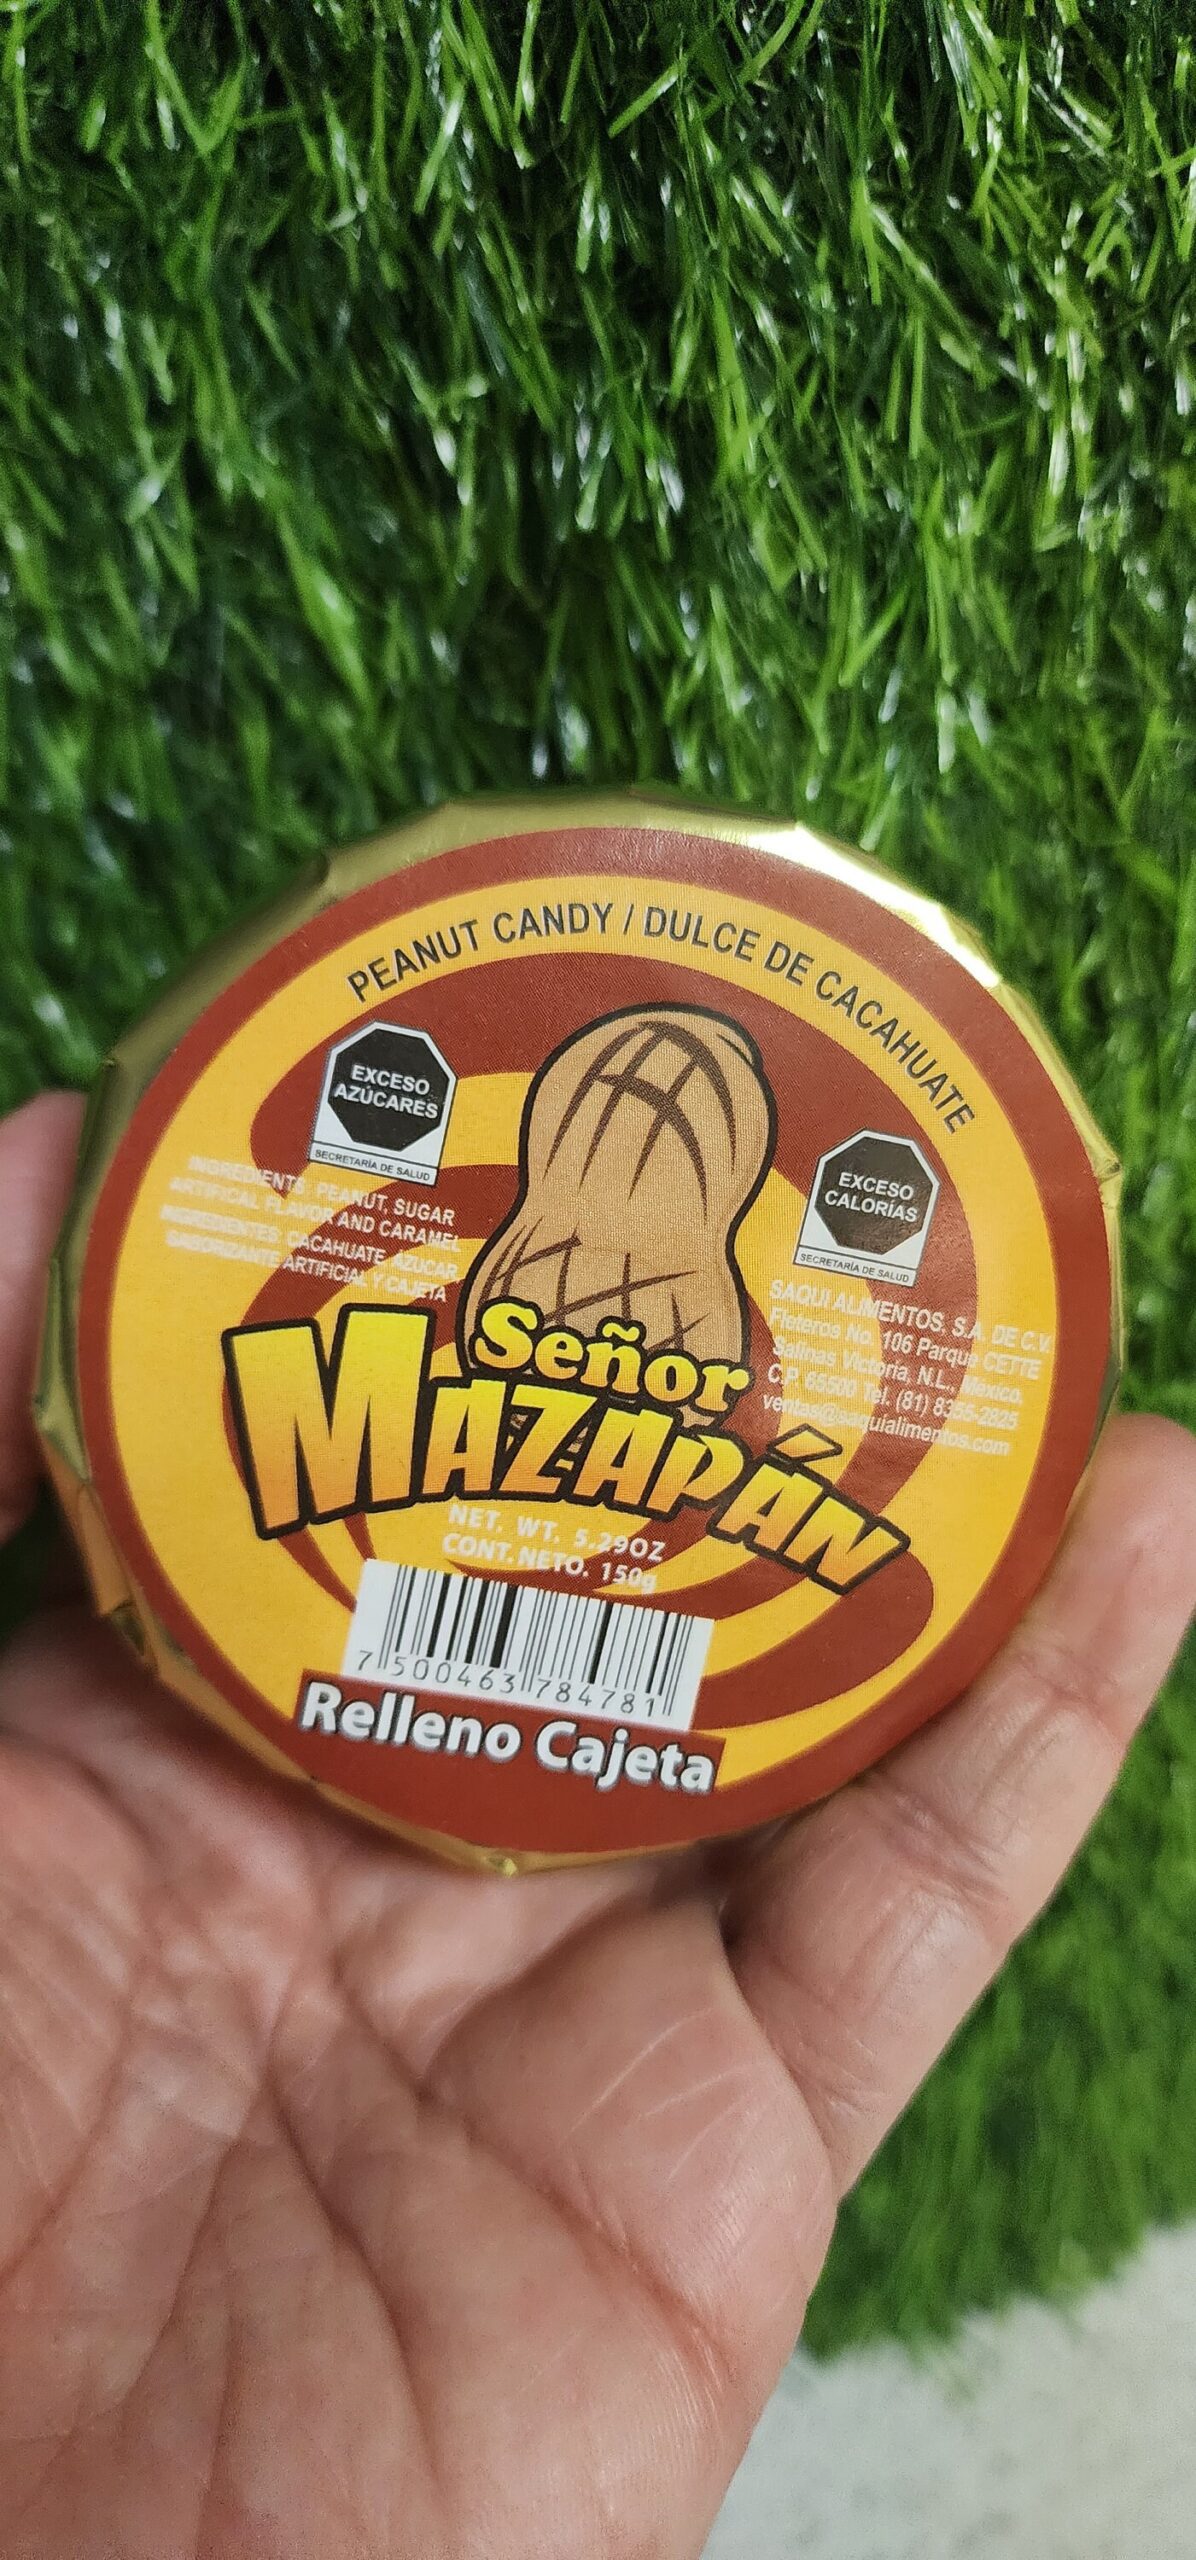 PEANUT CANDY / DULCE DE CACAHUATE
EXCESO
AZÚCARES
SECRETARÍA DE SALUD
EXCESO
CALORÍAS
SECRETARÍA DE SALUD
INGREDIENTS: PEANUT, SUGAR
ARTIFICAL FLAVOR AND CARAMEL
INGREDIENTES: CACAHUATE, AZUCAR,
SABORIZANTE ARTIFICIAL Y CAJETA
SAQUI ALIMENTOS, S.A. DE C.V.
Fleteros No. 106 Parque CETTE
Salinas Victoria, N.L., México.
C.P. 65500 Tel. (81) 8355-2825
ventas@saquialimentos.com
Señor
MAZAPÁN
NET. WT. 5.29OZ
CONT. NETO. 150g
7 500463 784781
Relleno Cajeta